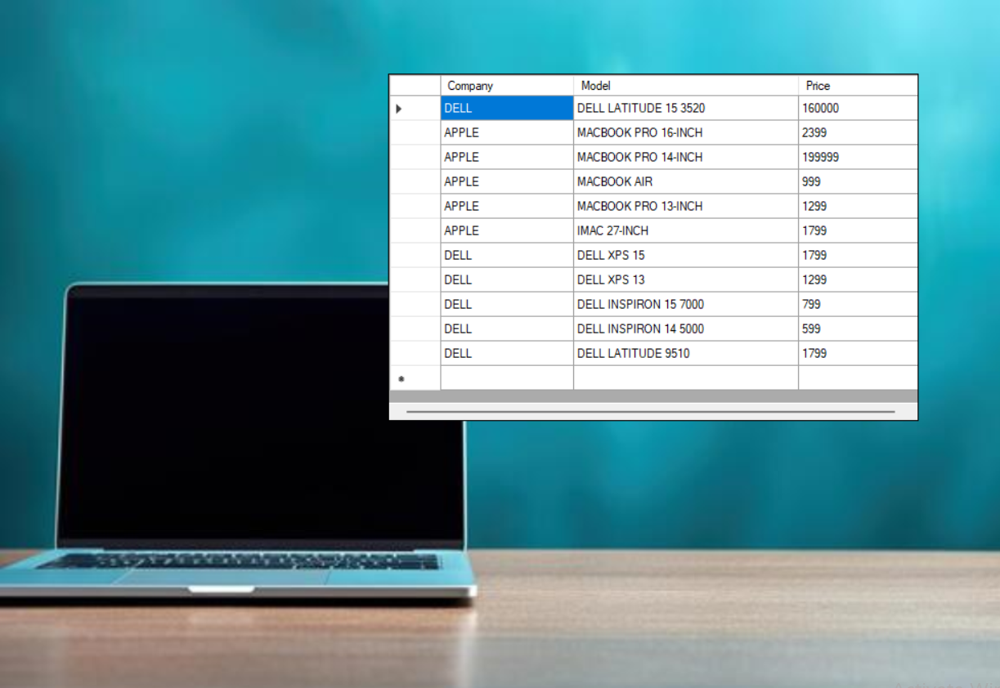 Company Model Price
DELL DELL LATITUDE 15 3520 160000
APPLE MACBOOK PRO 16-INCH 2399
APPLE MACBOOK PRO 14-INCH 199999
APPLE MACBOOK AIR 999
APPLE MACBOOK PRO 13-INCH 1299
APPLE IMAC 27-INCH 1799
DELL DELL XPS 15 1799
DELL DELL XPS 13 1299
DELL DELL INSPIRON 15 7000 799
DELL DELL INSPIRON 14 5000 599
DELL DELL LATITUDE 9510 1799